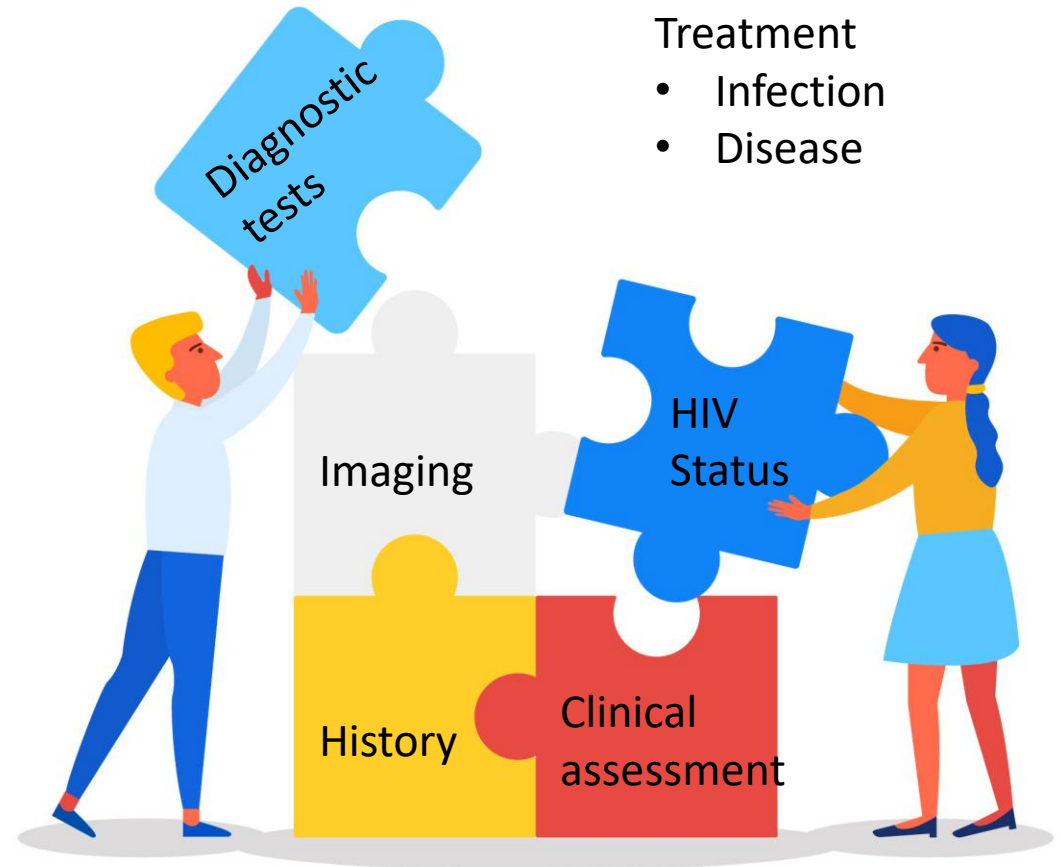 Treatment
• Infection
• Disease
Diagnostic
tests
Imaging
HIV
Status
History
Clinical
assessment